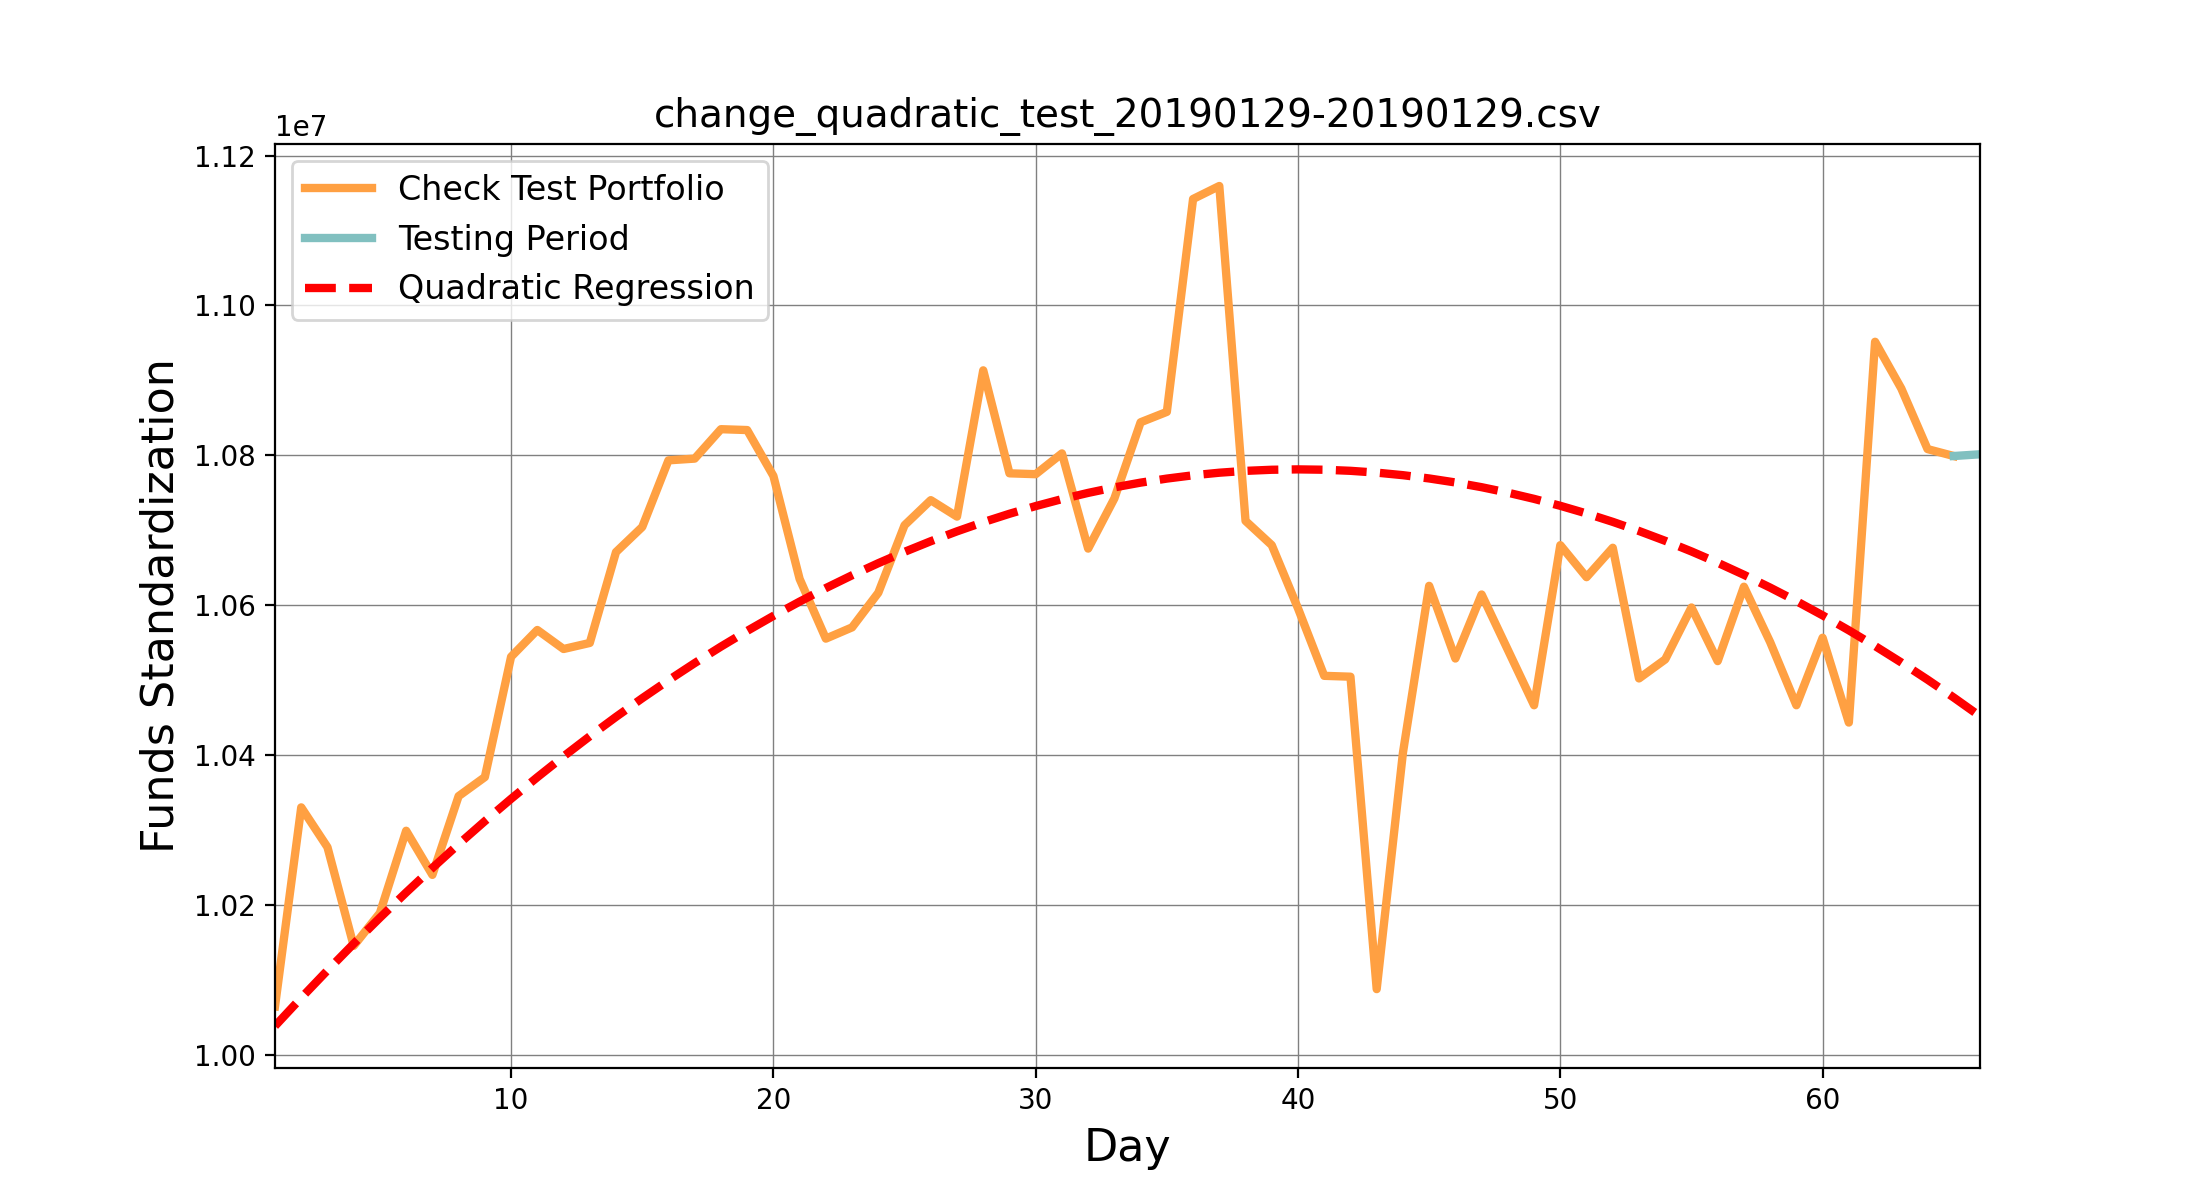 change_quadratic_test_20190129-20190129.csv
1e7
Check Test Portfolio
Testing Period
Quadratic Regression
1.12
1.10
1.08
1.06
1.04
1.02
1.00
Funds Standardization
10 20 30 40 50 60
Day